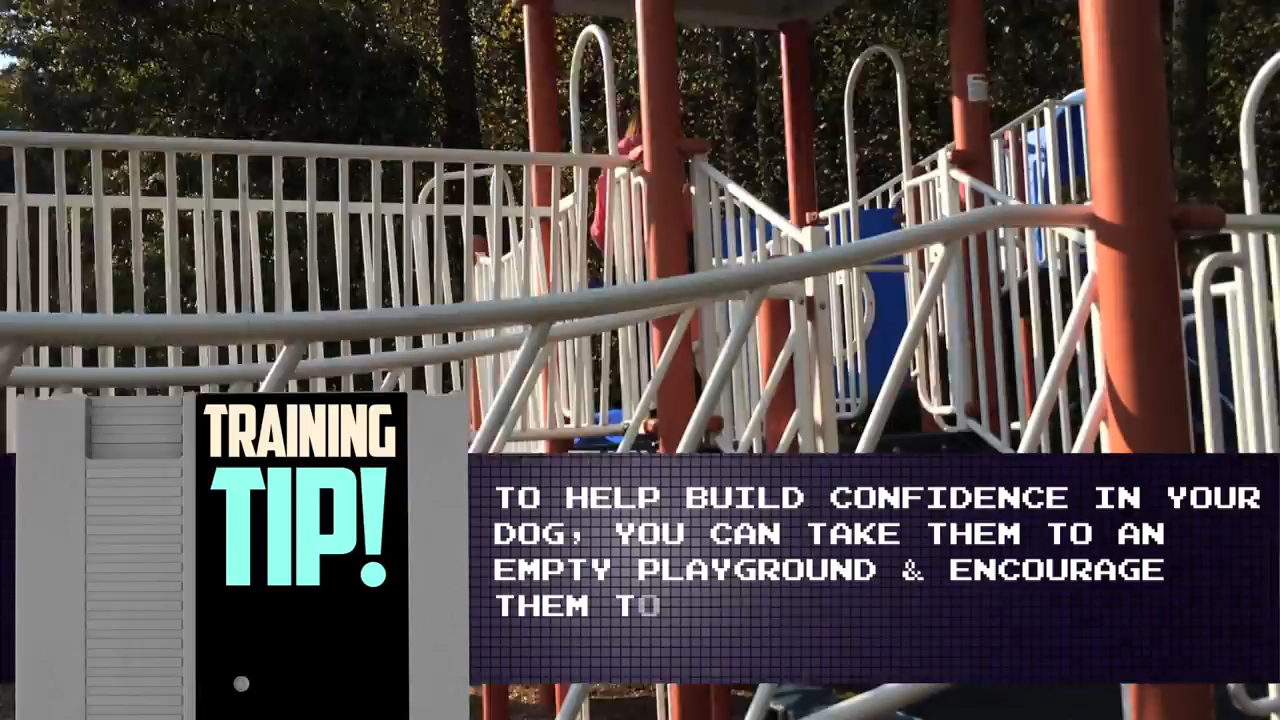 TRAINING
TIP!
TO HELP BUILD CONFIDENCE IN YOUR
DOG, YOU CAN TAKE THEM TO AN
EMPTY PLAYGROUND & ENCOURAGE
THEM TO